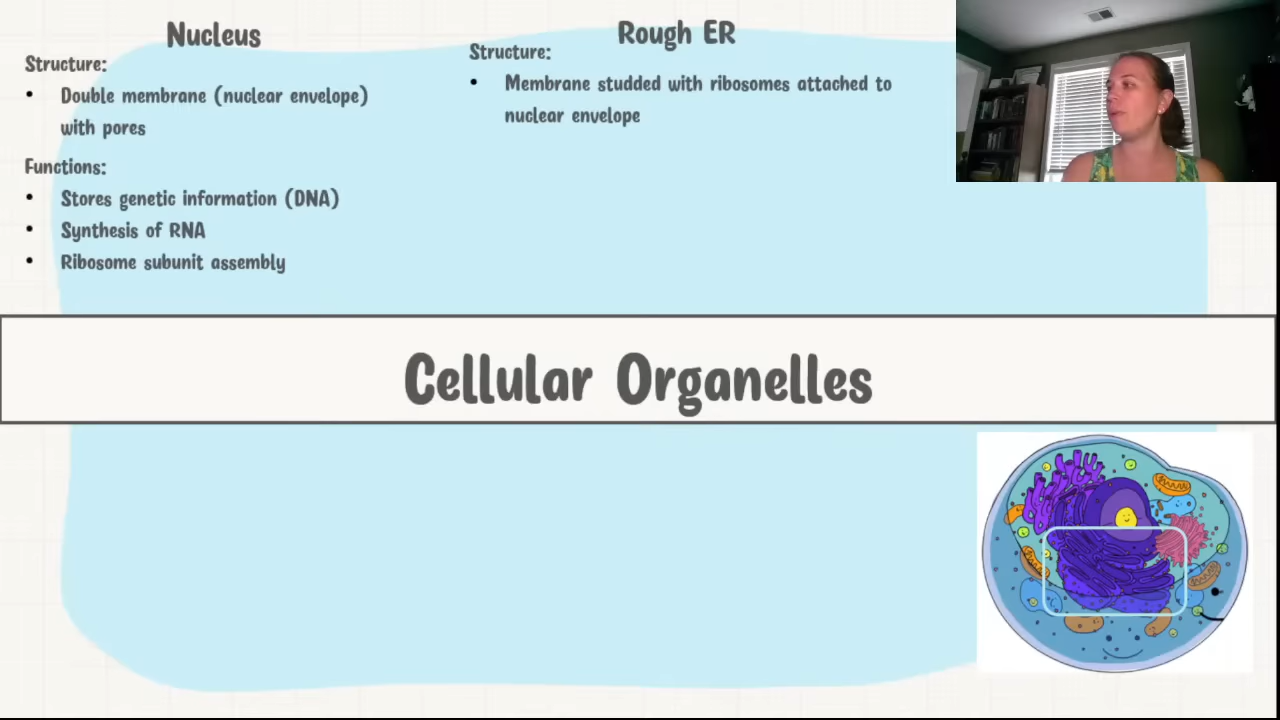 Nucleus
Structure:
• Double membrane (nuclear envelope)
with pores
Functions:
• Stores genetic information (DNA)
• Synthesis of RNA
• Ribosome subunit assembly
Rough ER
Structure:
• Membrane studded with ribosomes attached to
nuclear envelope
Cellular Organelles